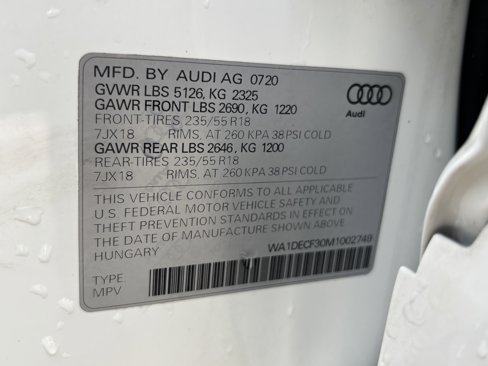 MFD. BY AUDI AG 0720
GVWR LBS 5126, KG 2325
GAWR FRONT LBS 2690, KG 1220
FRONT-TIRES 235/55 R18
7JX18 RIMS, AT 260 KPA 38 PSI COLD
GAWR REAR LBS 2646, KG 1200
REAR-TIRES 235/55 R18
7JX18 RIMS, AT 260 KPA 38 PSI COLD
Audi
THIS VEHICLE CONFORMS TO ALL APPLICABLE
U.S. FEDERAL MOTOR VEHICLE SAFETY AND
THEFT PREVENTION STANDARDS IN EFFECT ON
THE DATE OF MANUFACTURE SHOWN ABOVE
HUNGARY
WA1DECF30M1002749
TYPE
MPV